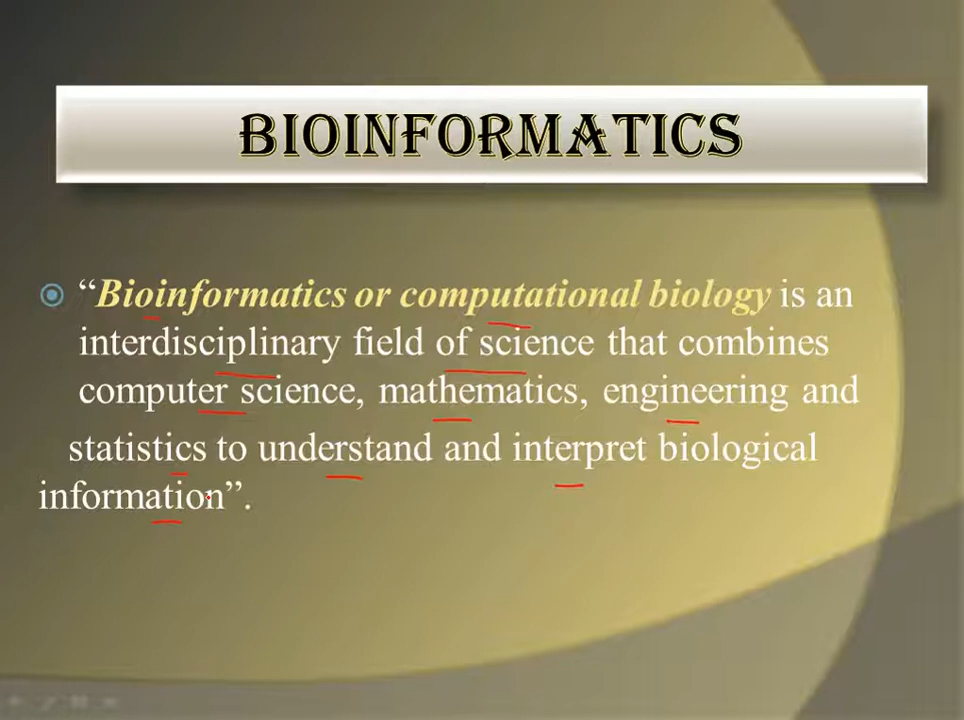 BIOINFORMATICS
“Bioinformatics or computational biology is an
interdisciplinary field of science that combines
computer science, mathematics, engineering and
statistics to understand and interpret biological
information”.